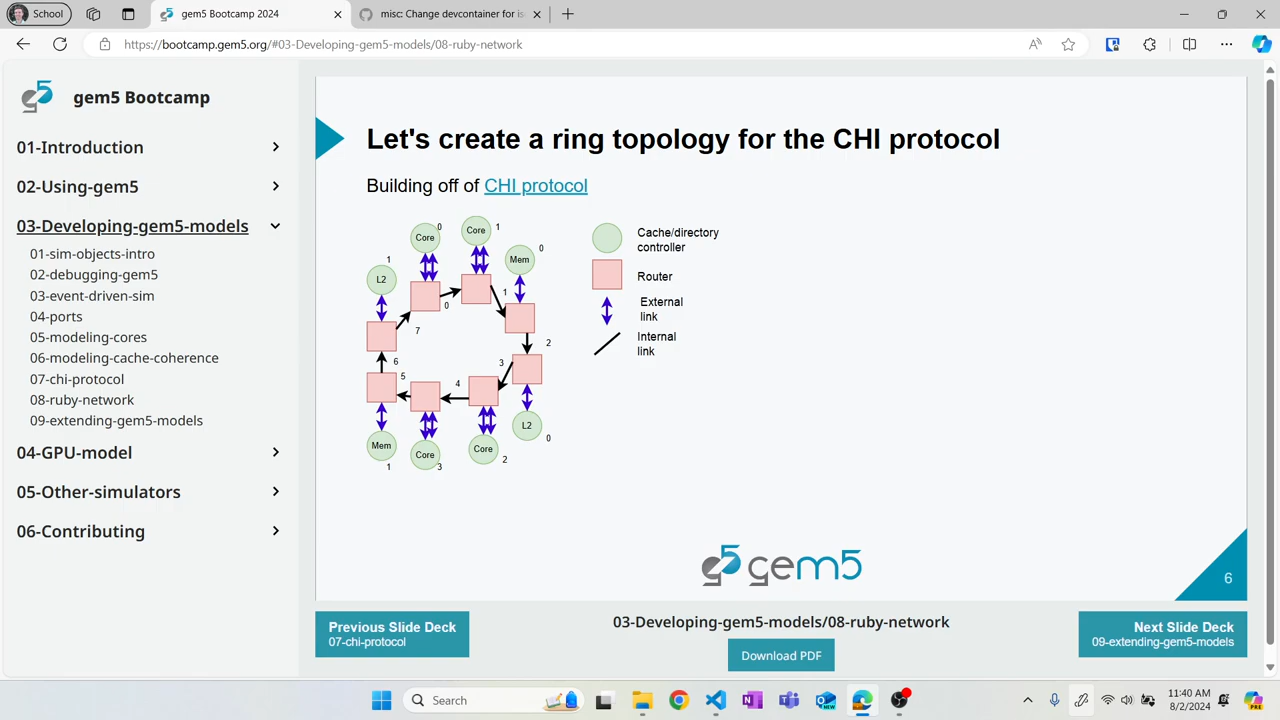 School
gem5 Bootcamp 2024
misc: Change devcontainer for is
https://bootcamp.gem5.org/#03-Developing-gem5-models/08-ruby-network
gem5 Bootcamp
01-Introduction
02-Using-gem5
03-Developing-gem5-models
01-sim-objects-intro
02-debugging-gem5
03-event-driven-sim
04-ports
05-modeling-cores
06-modeling-cache-coherence
07-chi-protocol
08-ruby-network
09-extending-gem5-models
04-GPU-model
05-Other-simulators
06-Contributing
Let's create a ring topology for the CHI protocol
Building off of CHI protocol
Core 0
Core 1
Mem 0
L2 1
0
1
2
3
4
5
6
7
L2 0
Core 2
Core 3
Mem 1
Cache/directory
controller
Router
External
link
Internal
link
gem5
6
Previous Slide Deck
07-chi-protocol
03-Developing-gem5-models/08-ruby-network
Download PDF
Next Slide Deck
09-extending-gem5-models
Search
11:40 AM
8/2/2024
PRE